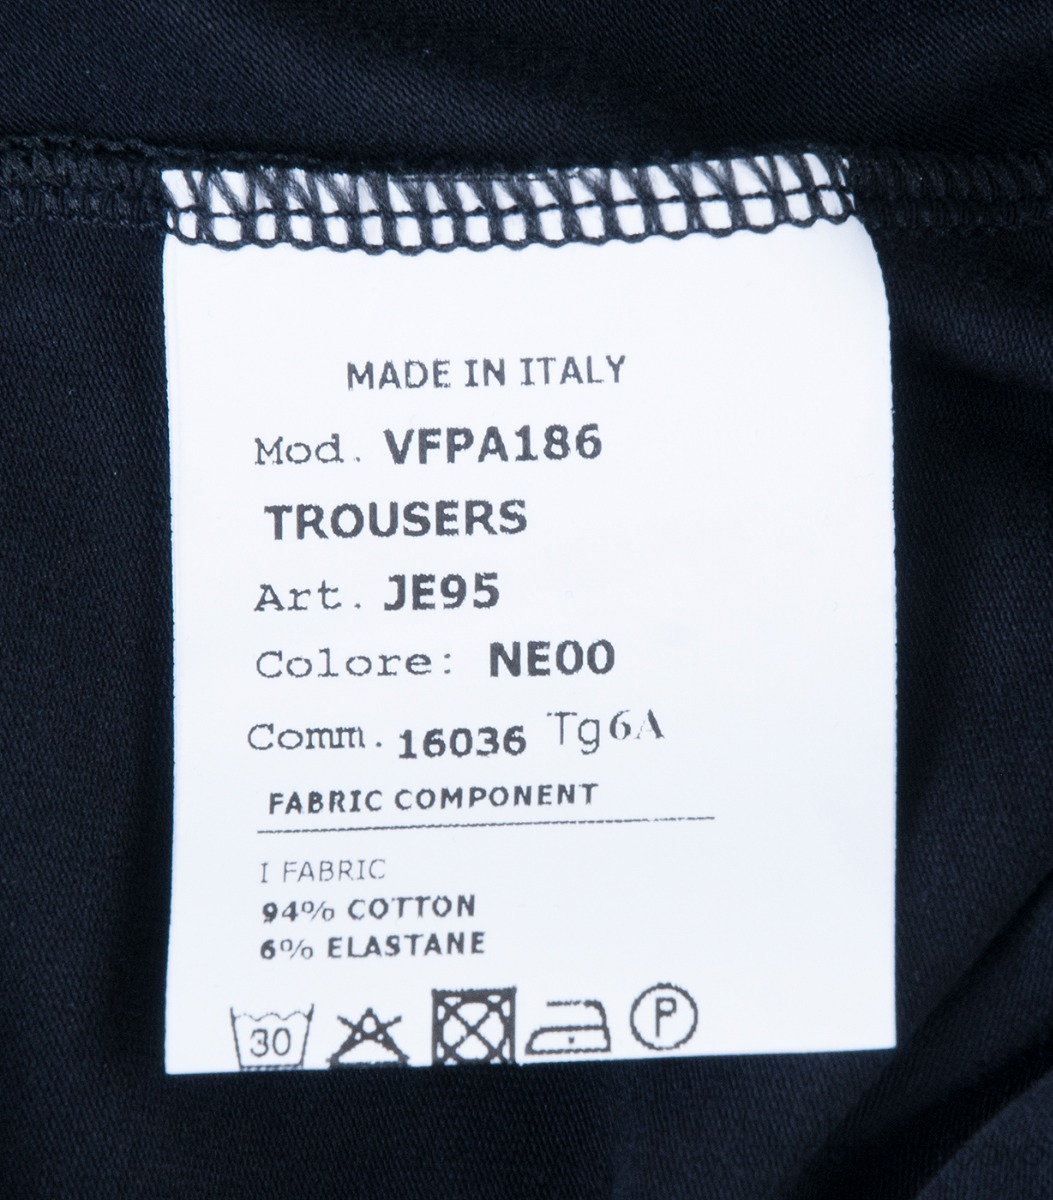 MADE IN ITALY
Mod. VFPA186
TROUSERS
Art. JE95
Colore: NE00
Comm. 16036 Tg6A
FABRIC COMPONENT
I FABRIC
94% COTTON
6% ELASTANE
30 P